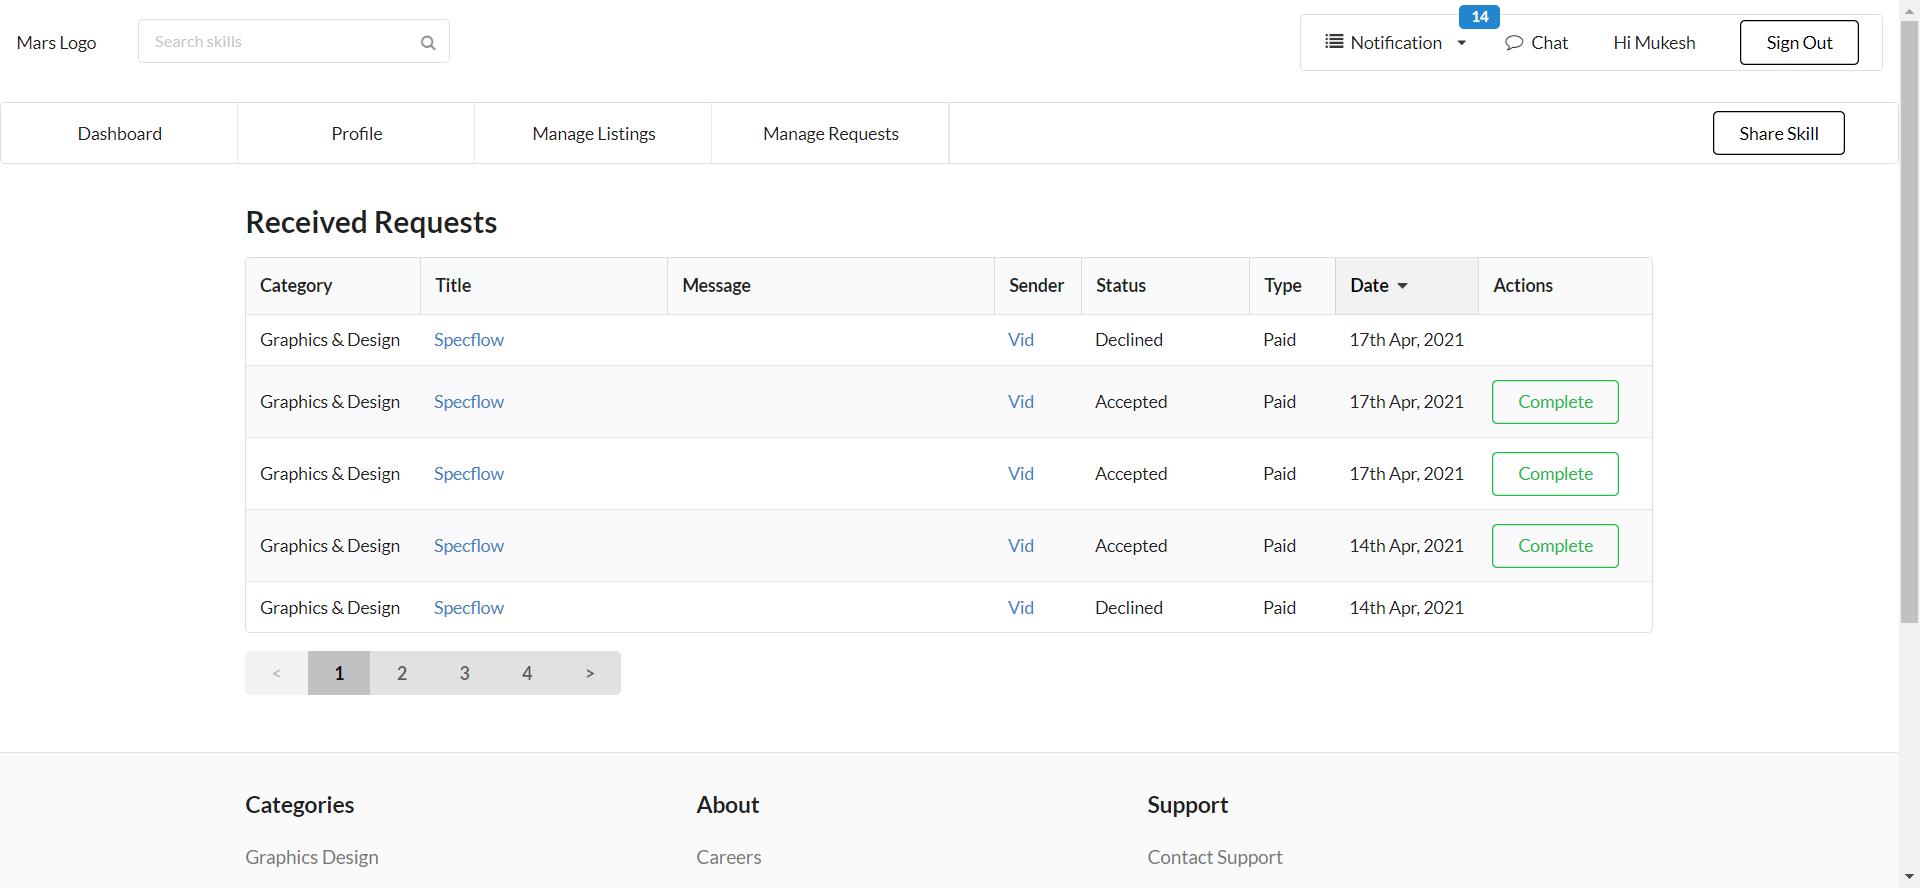 Mars Logo
Search skills
14
Notification
Chat
Hi Mukesh
Sign Out
Dashboard
Profile
Manage Listings
Manage Requests
Share Skill
Received Requests
Category Title Message Sender Status Type Date Actions
Graphics & Design Specflow Vid Declined Paid 17th Apr, 2021
Graphics & Design Specflow Vid Accepted Paid 17th Apr, 2021 Complete
Graphics & Design Specflow Vid Accepted Paid 17th Apr, 2021 Complete
Graphics & Design Specflow Vid Accepted Paid 14th Apr, 2021 Complete
Graphics & Design Specflow Vid Declined Paid 14th Apr, 2021
< 1 2 3 4 >
Categories About Support
Graphics Design Careers Contact Support